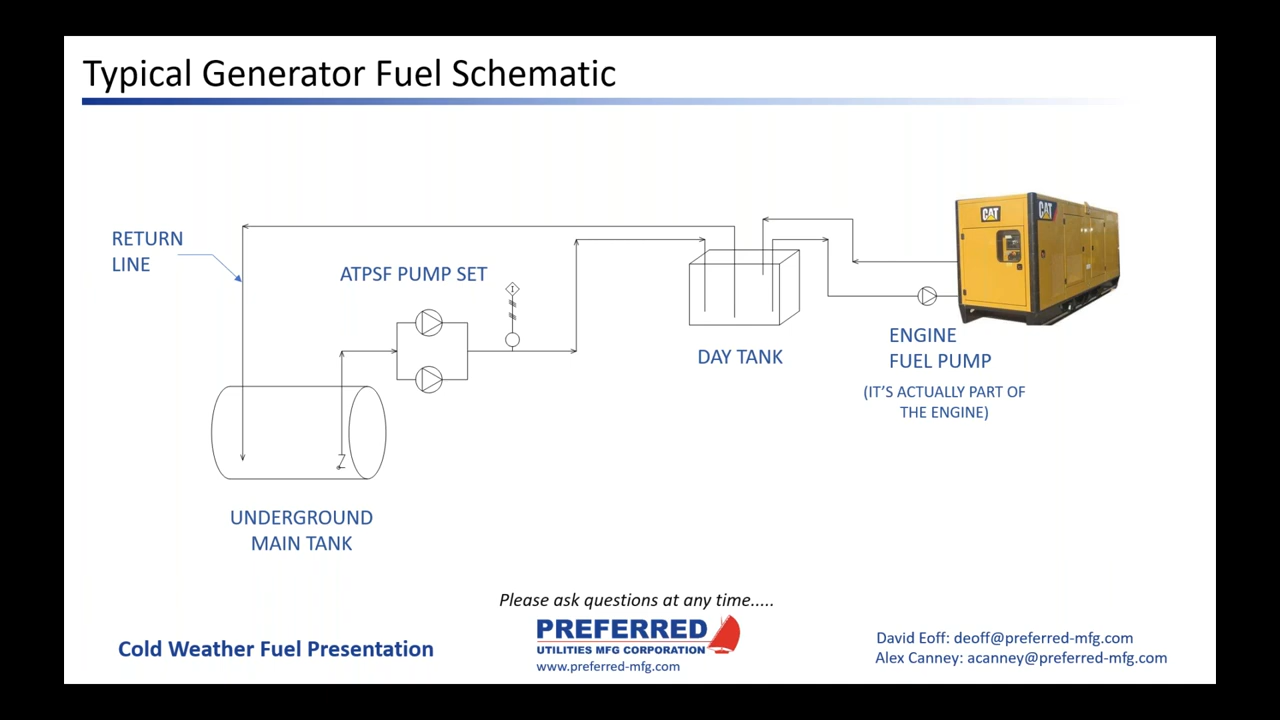 Typical Generator Fuel Schematic
RETURN
LINE
ATPSF PUMP SET
CAT
CAT
DAY TANK
ENGINE
FUEL PUMP
(IT'S ACTUALLY PART OF
THE ENGINE)
UNDERGROUND
MAIN TANK
Please ask questions at any time.....
Cold Weather Fuel Presentation
PREFERRED
UTILITIES MFG CORPORATION
www.preferred-mfg.com
David Eoff: deoff@preferred-mfg.com
Alex Canney: acanney@preferred-mfg.com